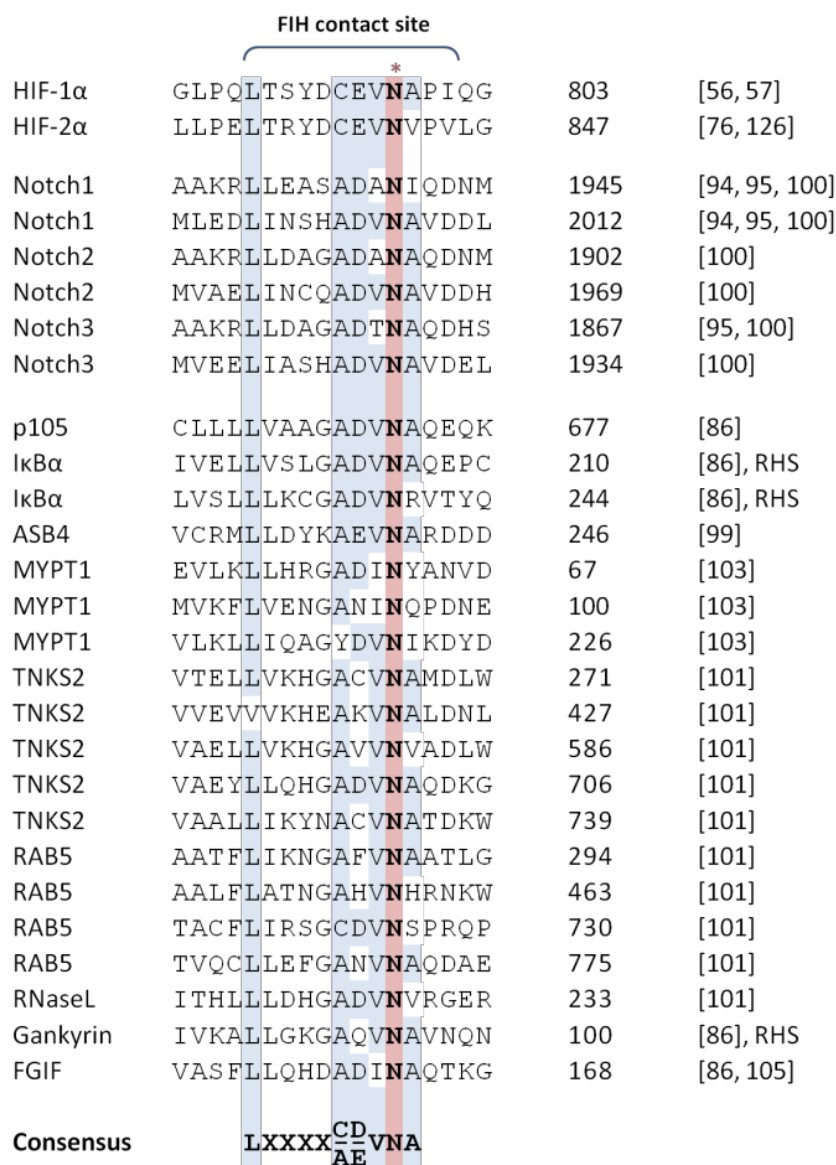 FIH contact site
*
HIF-1α GLPQLTSYDCEVNAPIQG 803 [56, 57]
HIF-2α LLPELTRYDCEVNVPVLG 847 [76, 126]
Notch1 AAKRLLEASADANIQDNM 1945 [94, 95, 100]
Notch1 MLEDLINSHADVNAVDDL 2012 [94, 95, 100]
Notch2 AAKRLLDAGADANAQDNM 1902 [100]
Notch2 MVAELINCQADVNAVDDH 1969 [100]
Notch3 AAKRLLDAGADTNAQDHS 1867 [95, 100]
Notch3 MVEELIASHADVNAVDEL 1934 [100]
p105 CLLLLVAAGADVNAQEQK 677 [86]
IκBα IVELLVSLGADVNAQEPC 210 [86], RHS
IκBα LVSLLLKCGADVNRVTYQ 244 [86], RHS
ASB4 VCRMLLDYKAEVNARDDD 246 [99]
MYPT1 EVLKLLHRGADINYANVD 67 [103]
MYPT1 MVKFLVENGANINQPDNE 100 [103]
MYPT1 VLKLLIQAGYDVNIKDYD 226 [103]
TNKS2 VTELLVKHGACVNAMDLW 271 [101]
TNKS2 VVEVVVKHEAKVNALDNL 427 [101]
TNKS2 VAELLVKHGAVVNVADLW 586 [101]
TNKS2 VAEYLLQHGADVNAQDKG 706 [101]
TNKS2 VAALLIKYNACVNATDKW 739 [101]
RAB5 AATFLIKNGAFVNAATLG 294 [101]
RAB5 AALFLATNGAHVNHRNKW 463 [101]
RAB5 TACFLIRSGCDVNSPRQP 730 [101]
RAB5 TVQCLLEFGANVNAQDAE 775 [101]
RNaseL ITHLLLDHGADVNVRGER 233 [101]
Gankyrin IVKALLGKGAQVNAVNQN 100 [86], RHS
FGIF VASFLLQHDADINAQTKG 168 [86, 105]
CD
Consensus LXXXX VNA
AE